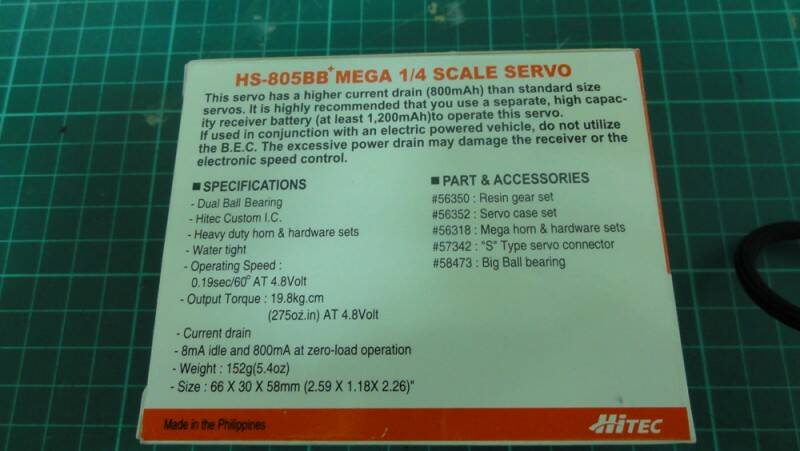 HS-805BB+ MEGA 1/4 SCALE SERVO
This servo has a higher current drain (800mAh) than standard size
servos. It is highly recommended that you use a separate, high capac-
ity receiver battery (at least 1,200mAh)to operate this servo.
If used in conjunction with an electric powered vehicle, do not utilize
the B.E.C. The excessive power drain may damage the receiver or the
electronic speed control.
■ SPECIFICATIONS
- Dual Ball Bearing
- Hitec Custom I.C.
- Heavy duty horn & hardware sets
- Water tight
- Operating Speed :
0.19sec/60° AT 4.8Volt
- Output Torque : 19.8kg.cm
(275oz.in) AT 4.8Volt
- Current drain
- 8mA idle and 800mA at zero-load operation
- Weight : 152g(5.4oz)
- Size : 66 X 30 X 58mm (2.59 X 1.18X 2.26)"
■ PART & ACCESSORIES
#56350 : Resin gear set
#56352 : Servo case set
#56318 : Mega horn & hardware sets
#57342 : "S" Type servo connector
#58473 : Big Ball bearing
Made in the Philippines
HiTEC